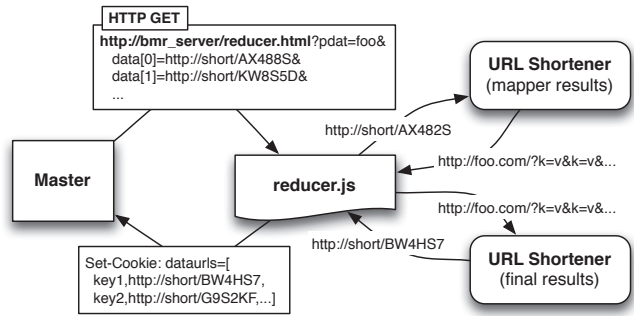 HTTP GET
http://bmr_server/reducer.html?pdat=foo&
data[0]=http://short/AX488S&
data[1]=http://short/KW8S5D&
...
URL Shortener
(mapper results)
http://short/AX482S
http://foo.com/?k=v&k=v&...
Master
reducer.js
http://foo.com/?k=v&k=v&...
http://short/BW4HS7
Set-Cookie: dataurls=[
key1,http://short/BW4HS7,
key2,http://short/G9S2KF,...]
URL Shortener
(final results)